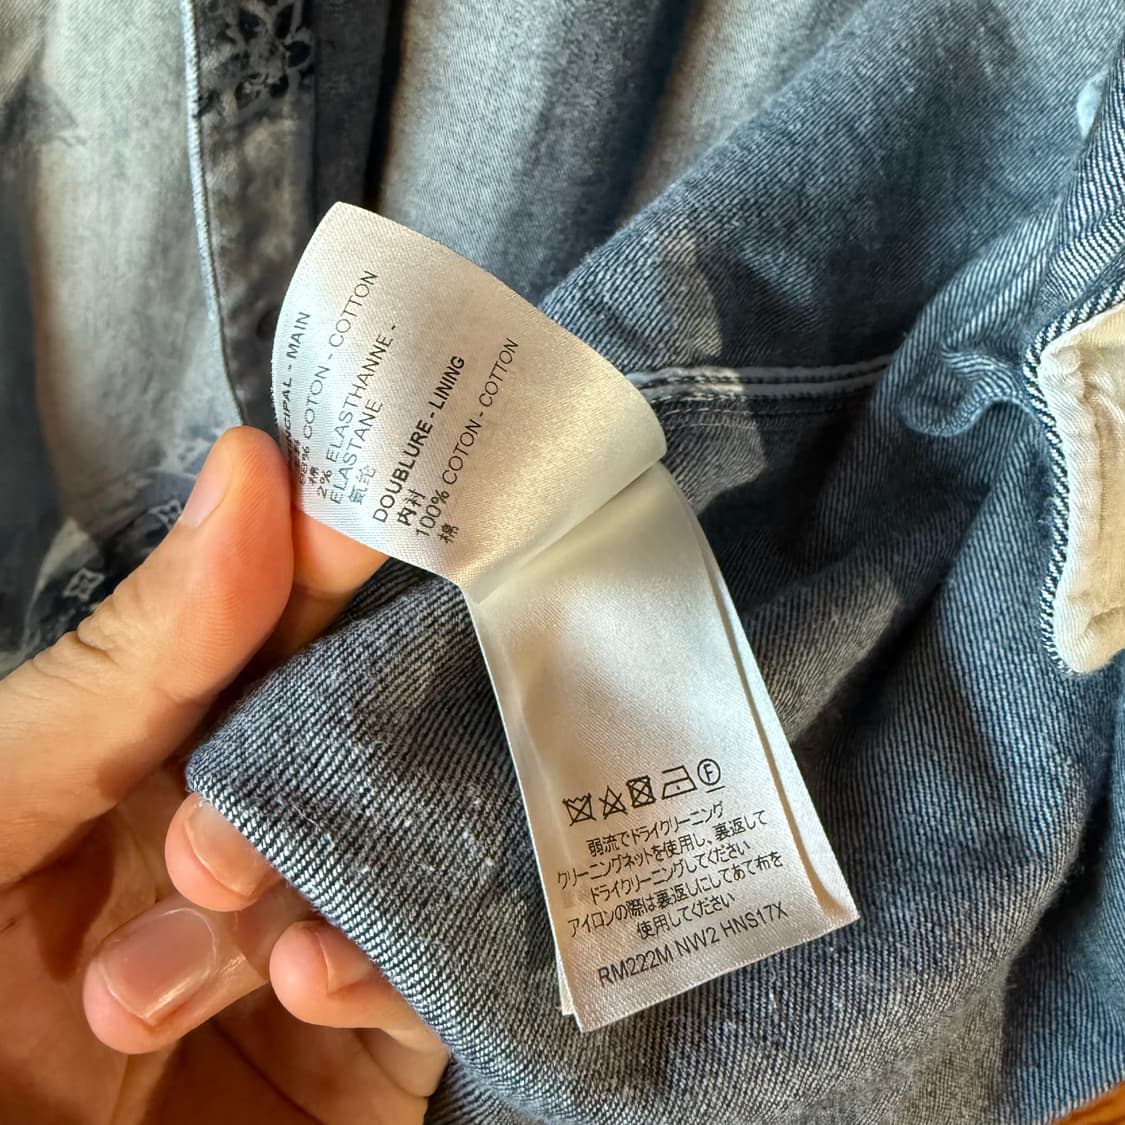 - MAIN
98% COTON - COTTON
棉
2% ELASTHANNE -
ELASTANE
氨纶
DOUBLURE - LINING
内衬
100% COTON - COTTON
棉
F
弱流でドライクリーニング
クリーニングネットを使用し、裏返して
ドライクリーニングしてください
アイロンの際は裏返しにしてあて布を
使用してください
RM222M NW2 HNS17X